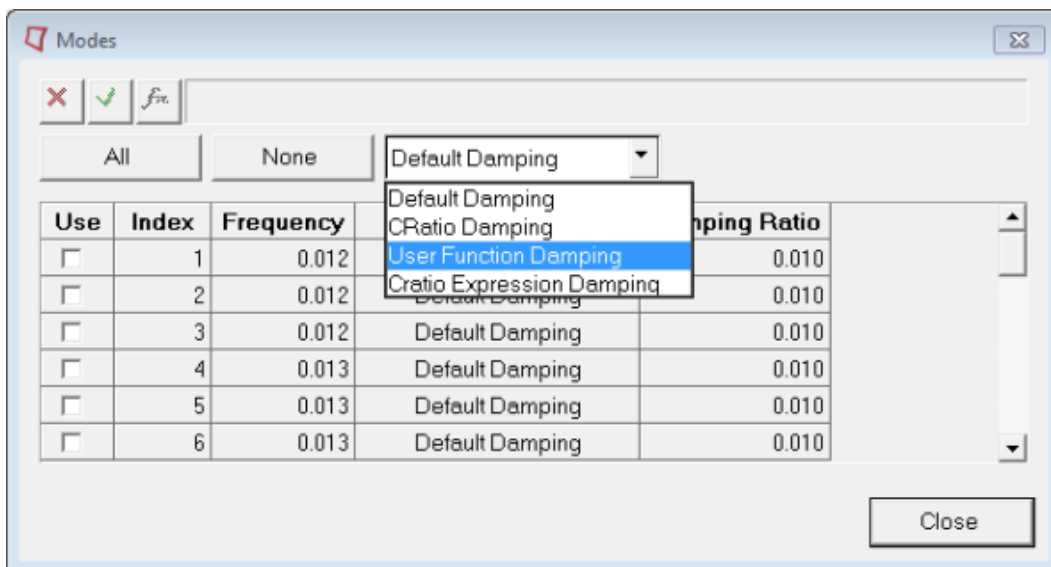 Modes
fx.
All None Default Damping
Default Damping
CRatio Damping
User Function Damping
Cratio Expression Damping
Use Index Frequency mping Ratio
1 0.012 0.010
2 0.012 Default Damping 0.010
3 0.012 Default Damping 0.010
4 0.013 Default Damping 0.010
5 0.013 Default Damping 0.010
6 0.013 Default Damping 0.010
Close